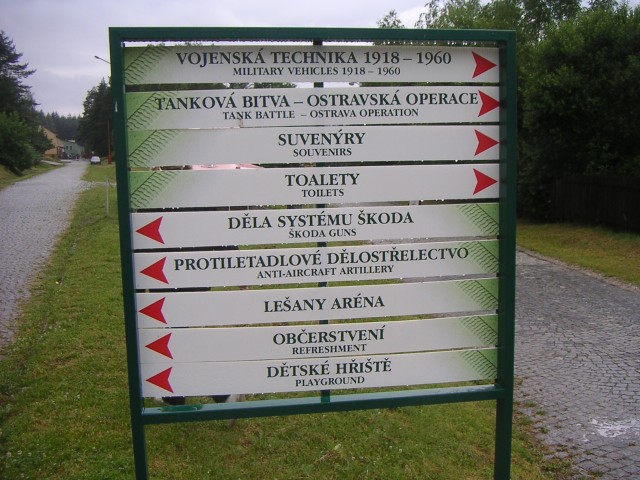 VOJENSKÁ TECHNIKA 1918 – 1960
MILITARY VEHICLES 1918 - 1960
TANKOVÁ BITVA – OSTRAVSKÁ OPERACE
TANK BATTLE – OSTRAVA OPERATION
SUVENÝRY
SOUVENIRS
TOALETY
TOILETS
DĚLA SYSTÉMU ŠKODA
ŠKODA GUNS
PROTILETADLOVÉ DĚLOSTŘELECTVO
ANTI-AIRCRAFT ARTILLERY
LEŠANY ARÉNA
OBČERSTVENÍ
REFRESHMENT
DĚTSKÉ HŘIŠTĚ
PLAYGROUND